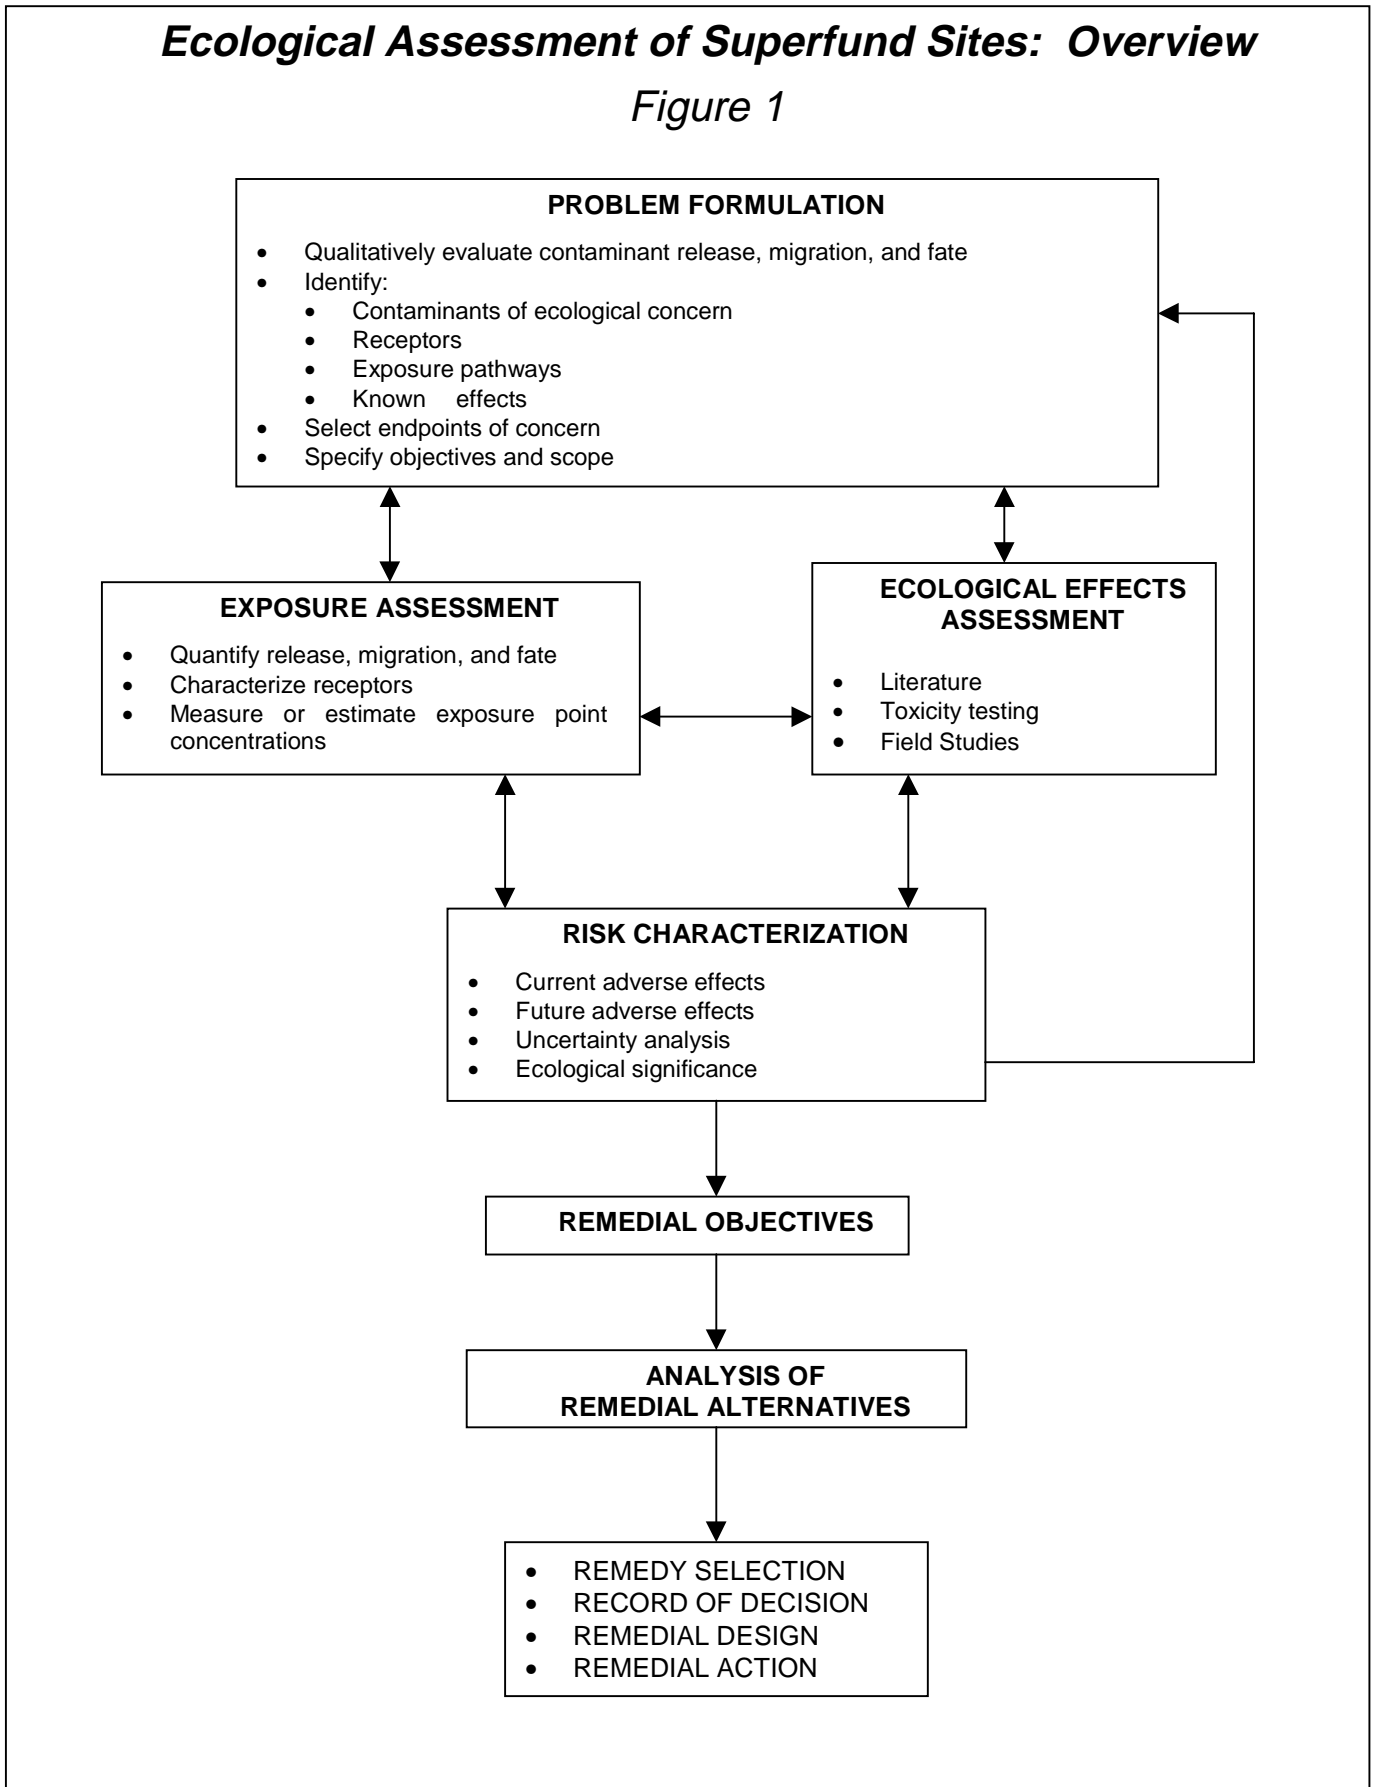 Ecological Assessment of Superfund Sites: Overview
Figure 1
PROBLEM FORMULATION
• Qualitatively evaluate contaminant release, migration, and fate
• Identify:
• Contaminants of ecological concern
• Receptors
• Exposure pathways
• Known effects
• Select endpoints of concern
• Specify objectives and scope
EXPOSURE ASSESSMENT
• Quantify release, migration, and fate
• Characterize receptors
• Measure or estimate exposure point
concentrations
ECOLOGICAL EFFECTS
ASSESSMENT
• Literature
• Toxicity testing
• Field Studies
RISK CHARACTERIZATION
• Current adverse effects
• Future adverse effects
• Uncertainty analysis
• Ecological significance
REMEDIAL OBJECTIVES
ANALYSIS OF
REMEDIAL ALTERNATIVES
• REMEDY SELECTION
• RECORD OF DECISION
• REMEDIAL DESIGN
• REMEDIAL ACTION